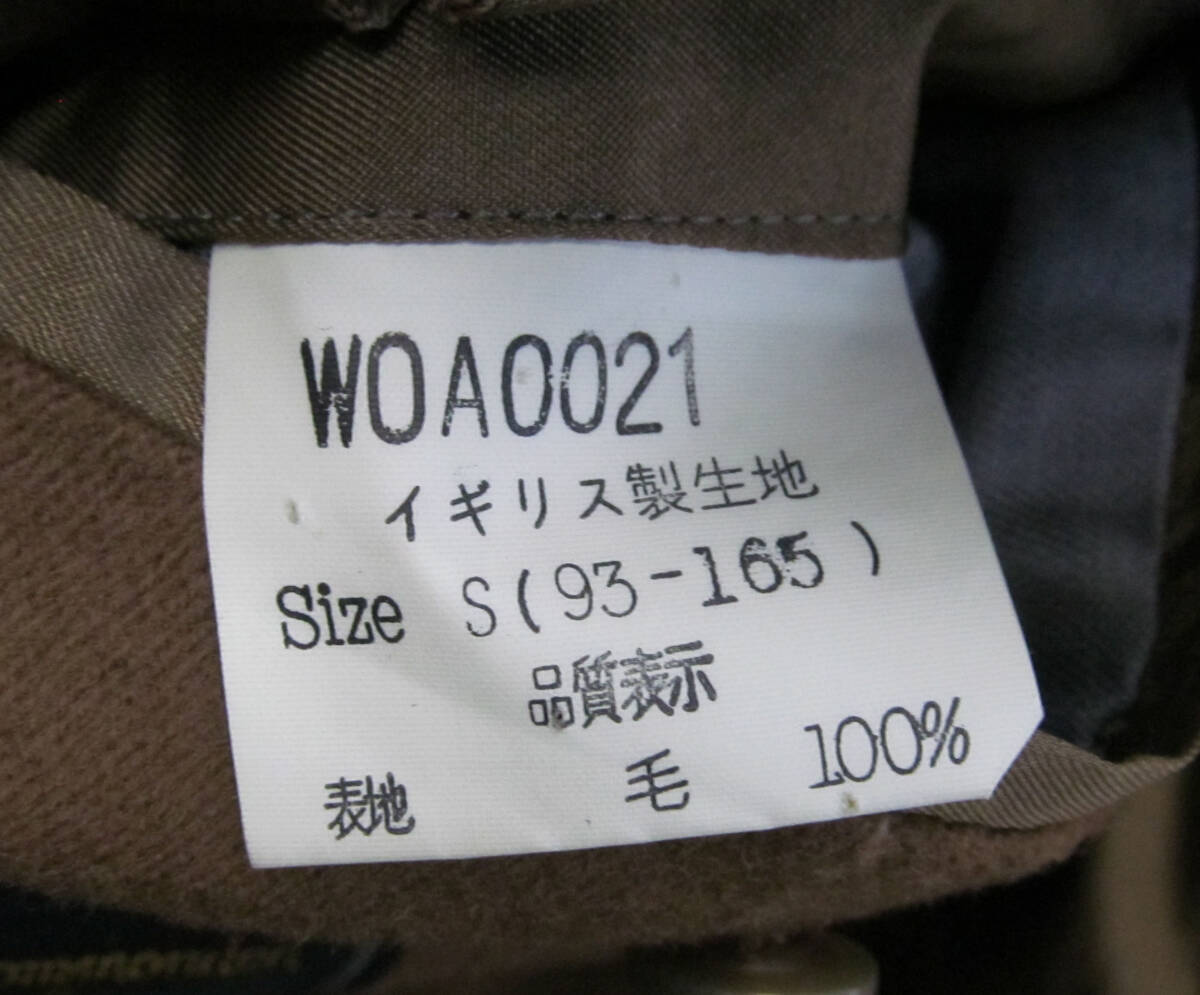 WOA0021
イギリス製生地
Size S(93-165)
品質表示
表地 毛 100%